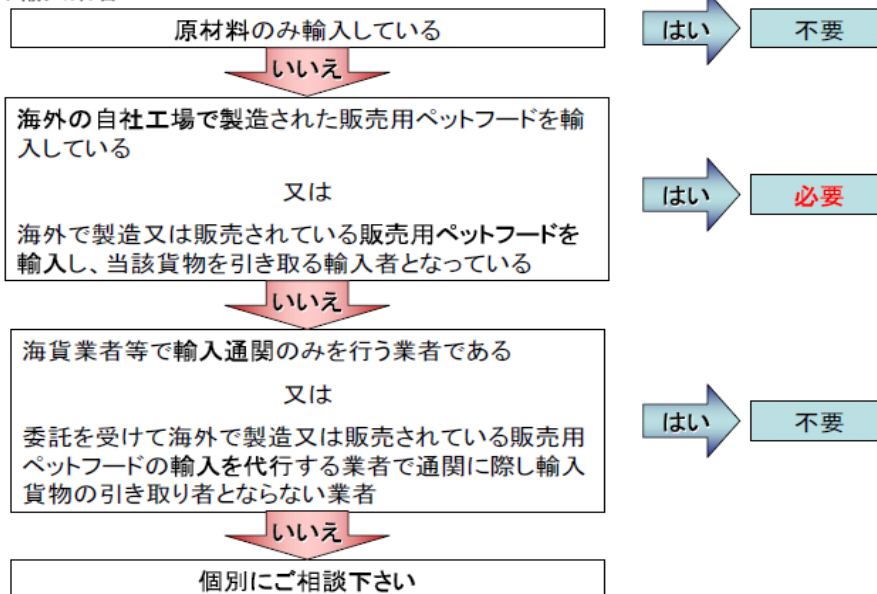 原材料のみ輸入している
はい
不要
いいえ
海外の自社工場で製造された販売用ペットフードを輸
入している
又は
海外で製造又は販売されている販売用ペットフードを
輸入し、当該貨物を引き取る輸入者となっている
はい
必要
いいえ
海貨業者等で輸入通関のみを行う業者である
又は
委託を受けて海外で製造又は販売されている販売用
ペットフードの輸入を代行する業者で通関に際し輸入
貨物の引き取り者とならない業者
はい
不要
いいえ
個別にご相談下さい